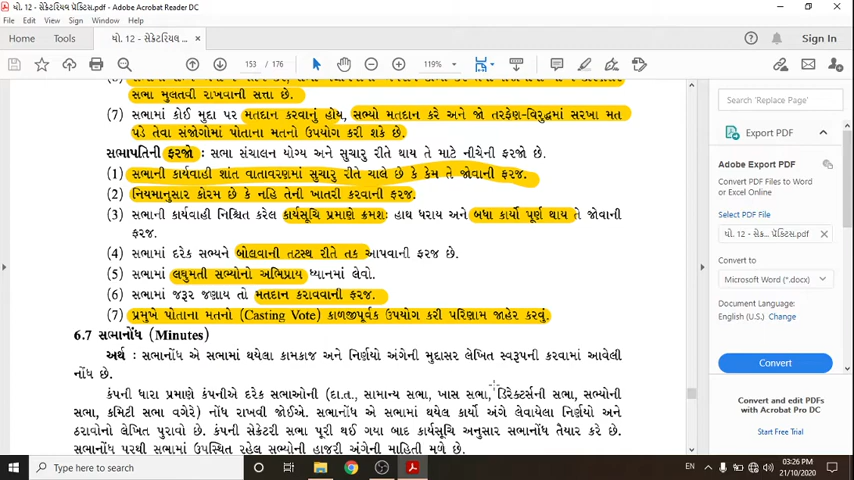 ધો. 12 - સેક્રેટરિયલ પ્રેક્ટિસ.pdf - Adobe Acrobat Reader DC
File Edit View Sign Window Help
Home Tools ધો. 12 - સેક્રેટરિયલ ... × Sign In
153 / 176 119%
સભા મુલતવી રાખવાની સત્તા છે.
(7) સભામાં કોઈ મુદ્દા પર મતદાન કરવાનું હોય, સભ્યો મતદાન કરે અને જો તરફેણ-વિરુદ્ધમાં સરખા મત
પડે તેવા સંજોગોમાં પોતાના મતનો ઉપયોગ કરી શકે છે.
સભાપતિની ફરજો : સભા સંચાલન યોગ્ય અને સુચારુ રીતે થાય તે માટે નીચેની ફરજો છે.
(1) સભાની કાર્યવાહી શાંત વાતાવરણમાં સુચારુ રીતે ચાલે છે કે કેમ તે જોવાની ફરજ.
(2) નિયમાનુસાર કોરમ છે કે નહિ તેની ખાતરી કરવાની ફરજ.
(3) સભાની કાર્યવાહી નિશ્ચિત કરેલ કાર્યસૂચિ પ્રમાણે ક્રમશઃ હાથ ધરાય અને બધા કાર્યો પૂર્ણ થાય તે જોવાની
ફરજ.
(4) સભામાં દરેક સભ્યને બોલવાની તટસ્થ રીતે તક આપવાની ફરજ છે.
(5) સભામાં લઘુમતી સભ્યોનો અભિપ્રાય ધ્યાનમાં લેવો.
(6) સભામાં જરૂર જણાય તો મતદાન કરાવવાની ફરજ.
(7) પ્રમુખે પોતાના મતનો (Casting Vote) કાળજીપૂર્વક ઉપયોગ કરી પરિણામ જાહેર કરવું.
6.7 સભાનોંધ (Minutes)
અર્થ : સભાનોંધ એ સભામાં થયેલા કામકાજ અને નિર્ણયો અંગેની મુદ્દાસર લેખિત સ્વરૂપની કરવામાં આવેલી
નોંધ છે.
કંપની ધારા પ્રમાણે કંપનીએ દરેક સભાઓની (દા.ત., સામાન્ય સભા, ખાસ સભા, ડિરેક્ટર્સની સભા, સભ્યોની
સભા, કમિટી સભા વગેરે) નોંધ રાખવી જોઈએ. સભાનોંધ એ સભામાં થયેલ કાર્યો અંગે લેવાયેલા નિર્ણયો અને
ઠરાવોનો લેખિત પુરાવો છે. કંપની સેક્રેટરી સભા પૂરી થઈ ગયા બાદ કાર્યસૂચિ અનુસાર સભાનોંધ તૈયાર કરે છે.
સભાનોંધ પરથી સભામાં ઉપસ્થિત રહેલ સભ્યોની હાજરી અંગેની માહિતી મળે છે.
Search 'Replace Page'
Export PDF
Adobe Export PDF
Convert PDF Files to Word
or Excel Online
Select PDF File
ધો. 12 - સેક્... પ્રેક્ટિસ.pdf ×
Convert to
Microsoft Word (*.docx)
Document Language:
English (U.S.) Change
Convert
Convert and edit PDFs
with Acrobat Pro DC
Start Free Trial
Type here to search
EN 03:26 PM
21/10/2020